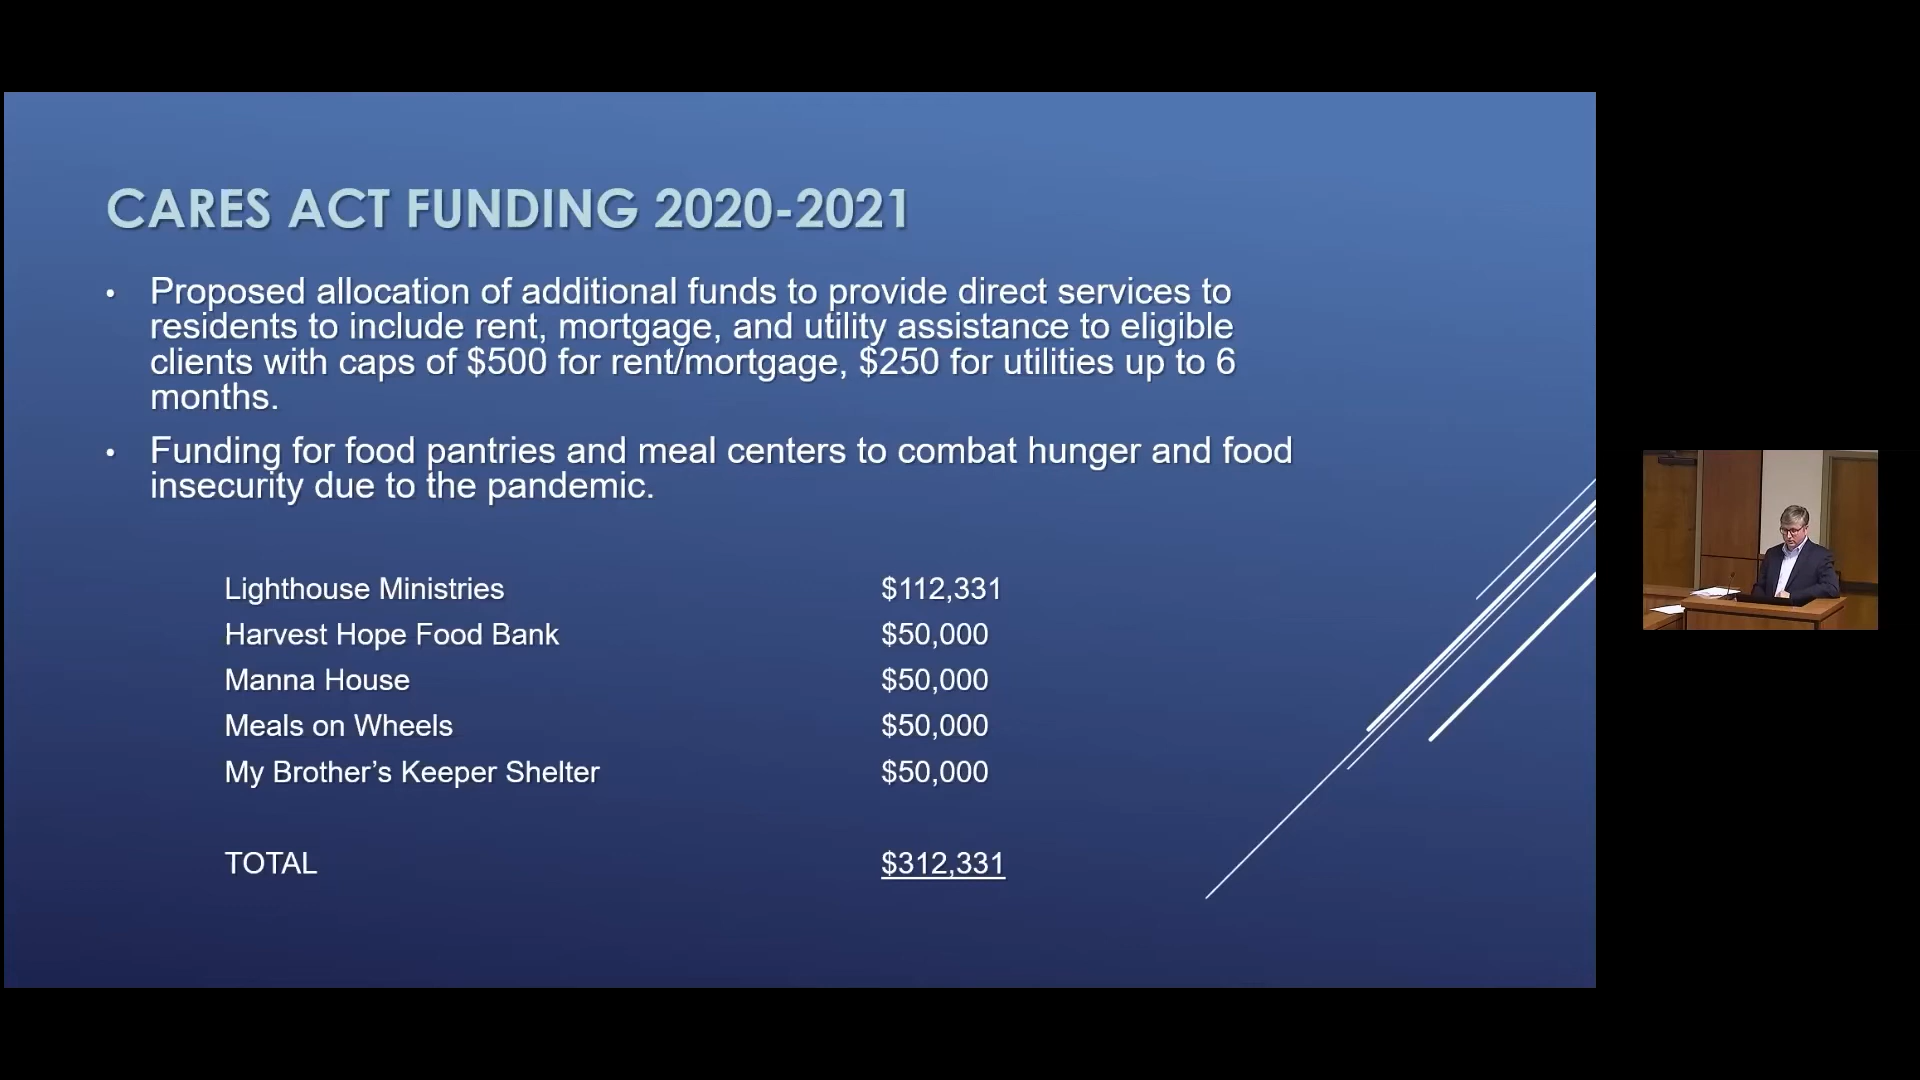 CARES ACT FUNDING 2020-2021
• Proposed allocation of additional funds to provide direct services to
residents to include rent, mortgage, and utility assistance to eligible
clients with caps of $500 for rent/mortgage, $250 for utilities up to 6
months.
• Funding for food pantries and meal centers to combat hunger and food
insecurity due to the pandemic.
Lighthouse Ministries $112,331
Harvest Hope Food Bank $50,000
Manna House $50,000
Meals on Wheels $50,000
My Brother’s Keeper Shelter $50,000
TOTAL $312,331